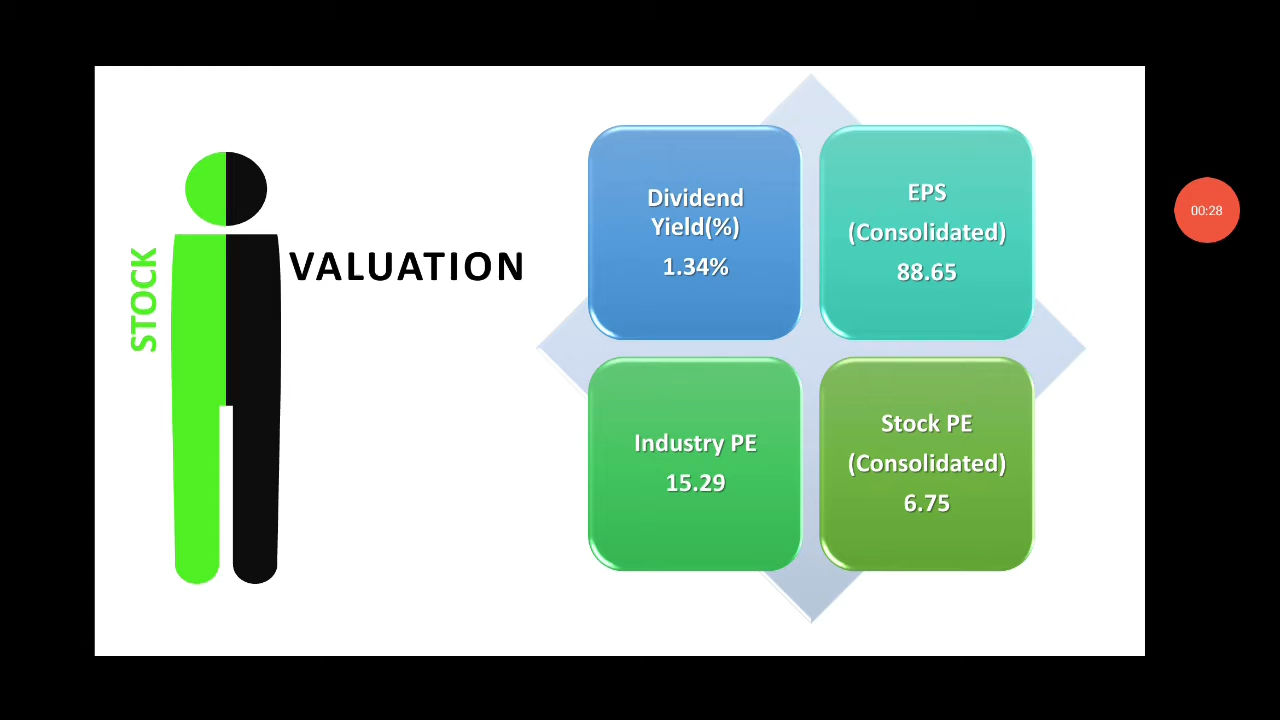 STOCK
VALUATION
Dividend
Yield(%)
1.34%
EPS
(Consolidated)
88.65
Industry PE
15.29
Stock PE
(Consolidated)
6.75
00:28